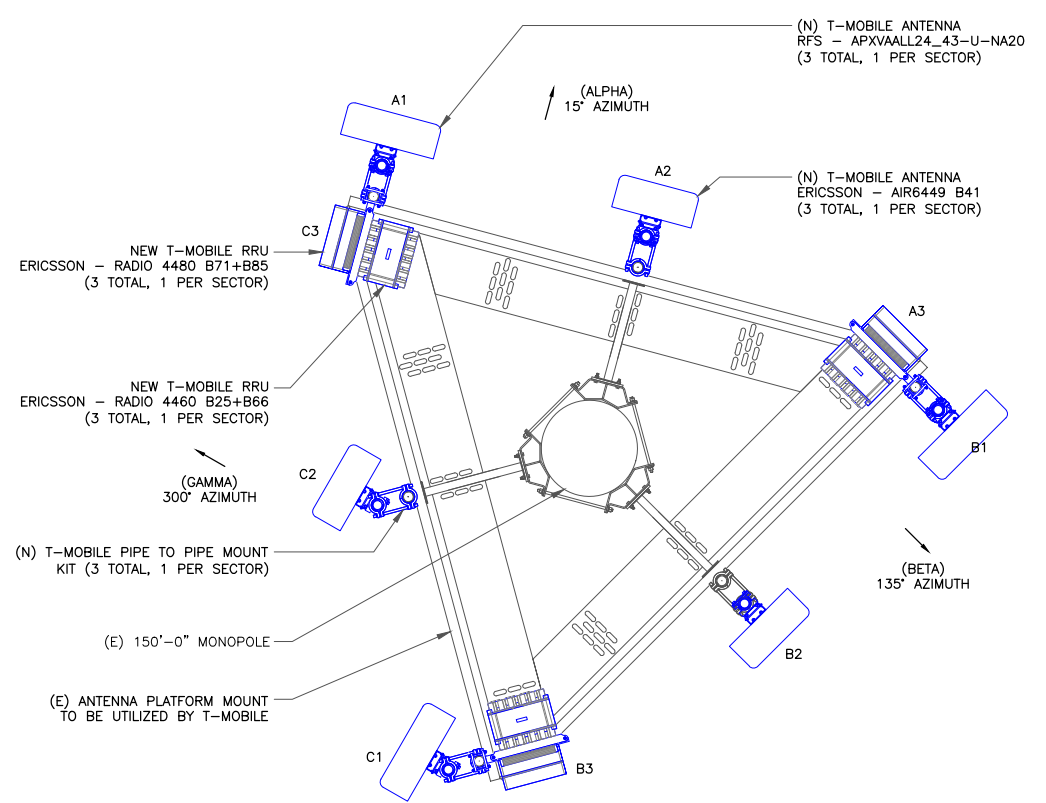 (N) T-MOBILE ANTENNA
RFS - APXVAALL24_43-U-NA20
(3 TOTAL, 1 PER SECTOR)
A1
(ALPHA)
15° AZIMUTH
A2
(N) T-MOBILE ANTENNA
ERICSSON - AIR6449 B41
(3 TOTAL, 1 PER SECTOR)
C3
NEW T-MOBILE RRU
ERICSSON - RADIO 4480 B71+B85
(3 TOTAL, 1 PER SECTOR)
A3
NEW T-MOBILE RRU
ERICSSON - RADIO 4460 B25+B66
(3 TOTAL, 1 PER SECTOR)
B1
C2
(GAMMA)
300° AZIMUTH
(N) T-MOBILE PIPE TO PIPE MOUNT
KIT (3 TOTAL, 1 PER SECTOR)
(BETA)
135° AZIMUTH
(E) 150'-0" MONOPOLE
B2
(E) ANTENNA PLATFORM MOUNT
TO BE UTILIZED BY T-MOBILE
C1
B3